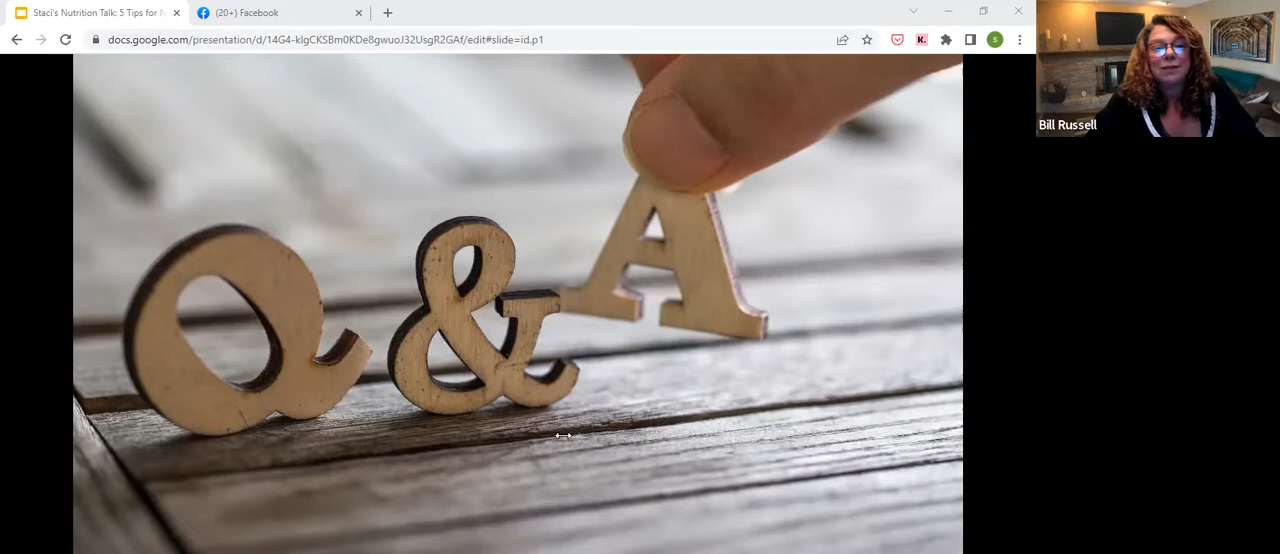 Staci's Nutrition Talk: 5 Tips for N
(20+) Facebook
docs.google.com/presentation/d/14G4-klgCKSBm0KDe8gwuoJ32UsgR2GAf/edit#slide=id.p1
K.
S
Bill Russell
Q & A